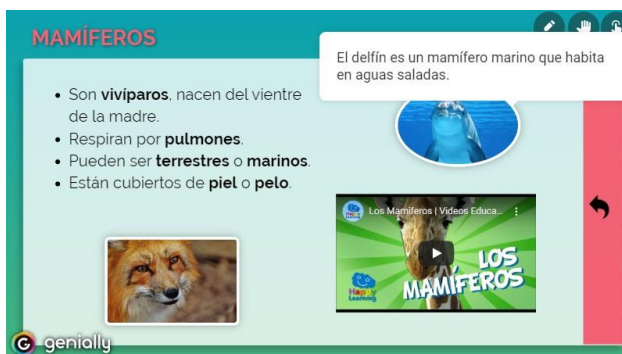 MAMÍFEROS
El delfín es un mamífero marino que habita
en aguas saladas.
• Son vivíparos, nacen del vientre
de la madre.
• Respiran por pulmones.
• Pueden ser terrestres o marinos.
• Están cubiertos de piel o pelo.
Los Mamíferos | Videos Educa...
Happy
Learning
LOS
MAMÍFEROS
genially